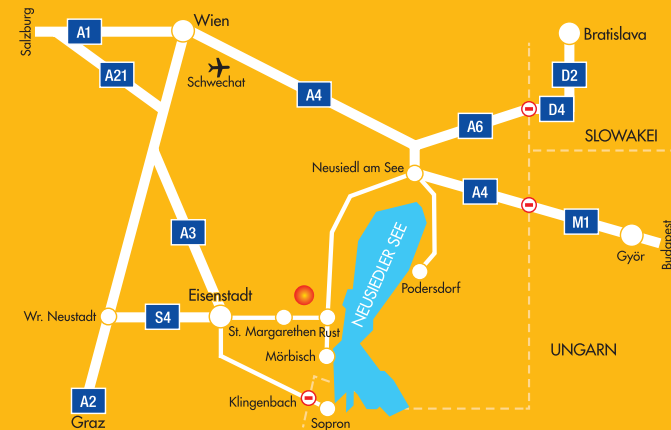 Salzburg
A1
Wien
Bratislava
A21
Schwechat
A4
D2
D4
A6
SLOWAKEI
Neusiedl am See
A4
M1
Györ
Budapest
A3
NEUSIEDLER SEE
Podersdorf
Eisenstadt
Wr. Neustadt
S4
St. Margarethen
Rust
Mörbisch
UNGARN
A2
Graz
Klingenbach
Sopron